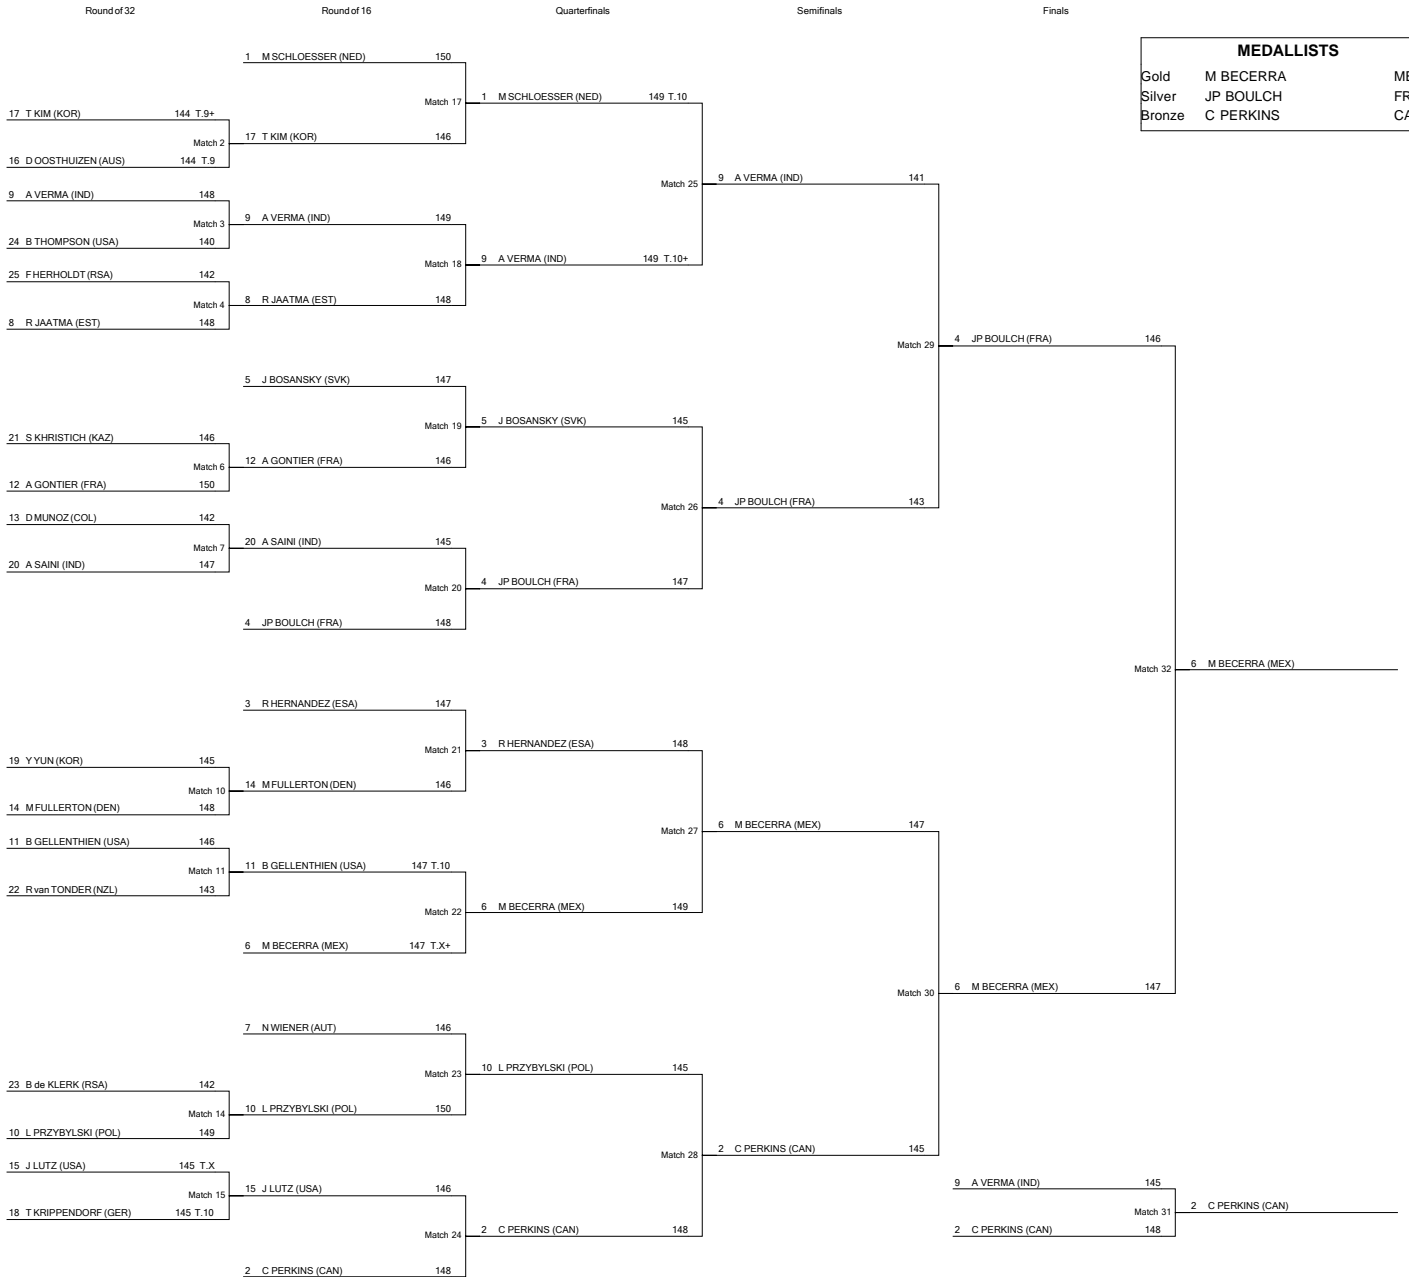 Round of 32 Round of 16 Quarterfinals Semifinals Finals
MEDALLISTS
Gold M BECERRA ME
Silver JP BOULCH FR
Bronze C PERKINS CA
1 M SCHLOESSER (NED) 150
Match 17
1 M SCHLOESSER (NED) 149 T.10
17 T KIM (KOR) 144 T.9+
Match 2
17 T KIM (KOR) 146
16 D OOSTHUIZEN (AUS) 144 T.9
Match 25
9 A VERMA (IND) 141
9 A VERMA (IND) 148
Match 3
9 A VERMA (IND) 149
24 B THOMPSON (USA) 140
Match 18
9 A VERMA (IND) 149 T.10+
25 F HERHOLDT (RSA) 142
Match 4
8 R JAATMA (EST) 148
8 R JAATMA (EST) 148
Match 29
4 JP BOULCH (FRA) 146
5 J BOSANSKY (SVK) 147
Match 19
5 J BOSANSKY (SVK) 145
21 S KHRISTICH (KAZ) 146
Match 6
12 A GONTIER (FRA) 146
12 A GONTIER (FRA) 150
Match 26
4 JP BOULCH (FRA) 143
13 D MUNOZ (COL) 142
Match 7
20 A SAINI (IND) 145
20 A SAINI (IND) 147
Match 20
4 JP BOULCH (FRA) 147
4 JP BOULCH (FRA) 148
Match 32
6 M BECERRA (MEX)
3 R HERNANDEZ (ESA) 147
Match 21
3 R HERNANDEZ (ESA) 148
19 Y YUN (KOR) 145
Match 10
14 M FULLERTON (DEN) 146
14 M FULLERTON (DEN) 148
Match 27
6 M BECERRA (MEX) 147
11 B GELLENTHIEN (USA) 146
Match 11
11 B GELLENTHIEN (USA) 147 T.10
22 R van TONDER (NZL) 143
Match 22
6 M BECERRA (MEX) 149
6 M BECERRA (MEX) 147 T.X+
Match 30
6 M BECERRA (MEX) 147
7 N WIENER (AUT) 146
Match 23
10 L PRZYBYLSKI (POL) 145
23 B de KLERK (RSA) 142
Match 14
10 L PRZYBYLSKI (POL) 150
10 L PRZYBYLSKI (POL) 149
Match 28
2 C PERKINS (CAN) 145
15 J LUTZ (USA) 145 T.X
Match 15
15 J LUTZ (USA) 146
18 T KRIPPENDORF (GER) 145 T.10
Match 24
2 C PERKINS (CAN) 148
2 C PERKINS (CAN) 148
9 A VERMA (IND) 145
Match 31
2 C PERKINS (CAN)
2 C PERKINS (CAN) 148